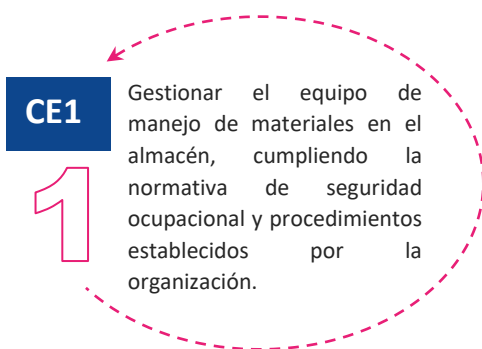 CE1
1
Gestionar el equipo de
manejo de materiales en el
almacén, cumpliendo la
normativa de seguridad
ocupacional y procedimientos
establecidos por la
organización.